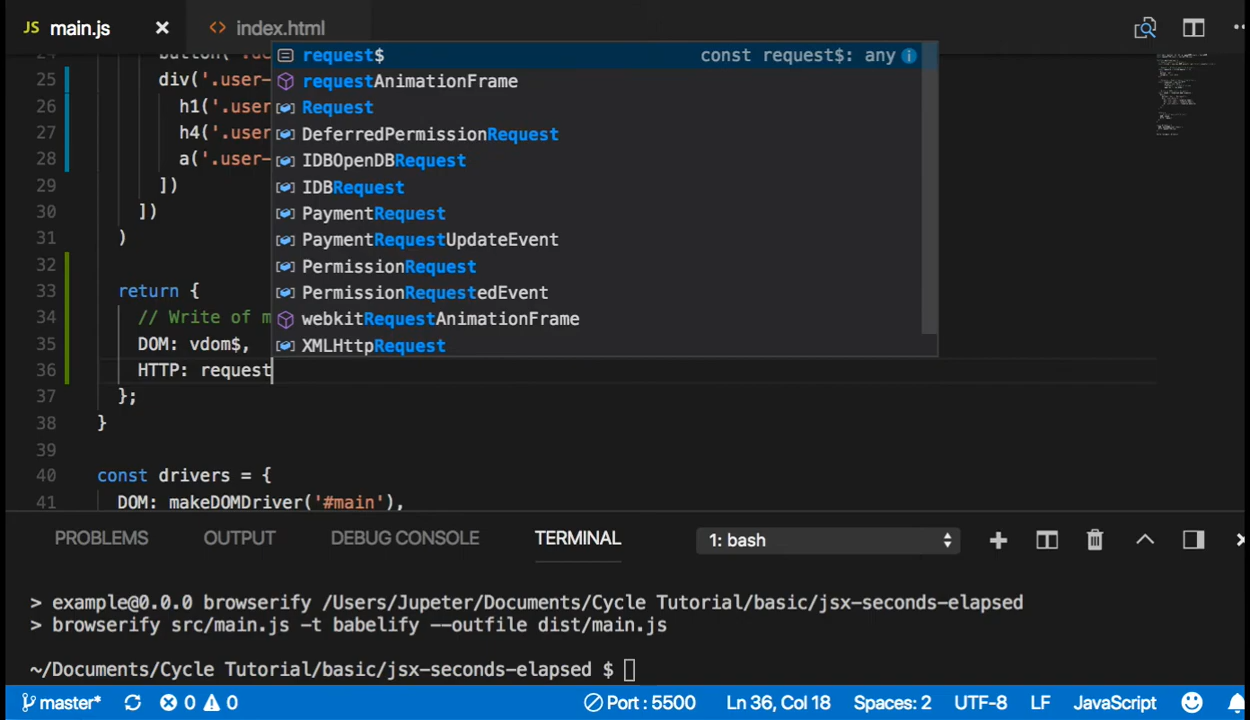 JS main.js × <> index.html
24 button('.
25 div('.user-
26 h1('.user
27 h4('.user
28 a('.user-
29 ])
30 ])
31 )
32
33 return {
34 // Write of m
35 DOM: vdom$,
36 HTTP: request
37 };
38 }
39
40 const drivers = {
41 DOM: makeDOMDriver('#main'),
request$ const request$: any
requestAnimationFrame
Request
DeferredPermissionRequest
IDBOpenDBRequest
IDBRequest
PaymentRequest
PaymentRequestUpdateEvent
PermissionRequest
PermissionRequestedEvent
webkitRequestAnimationFrame
XMLHttpRequest
PROBLEMS OUTPUT DEBUG CONSOLE TERMINAL 1: bash
> example@0.0.0 browserify /Users/Jupeter/Documents/Cycle Tutorial/basic/jsx-seconds-elapsed
> browserify src/main.js -t babelify --outfile dist/main.js
~/Documents/Cycle Tutorial/basic/jsx-seconds-elapsed $
master* 0 0 Port : 5500 Ln 36, Col 18 Spaces: 2 UTF-8 LF JavaScript